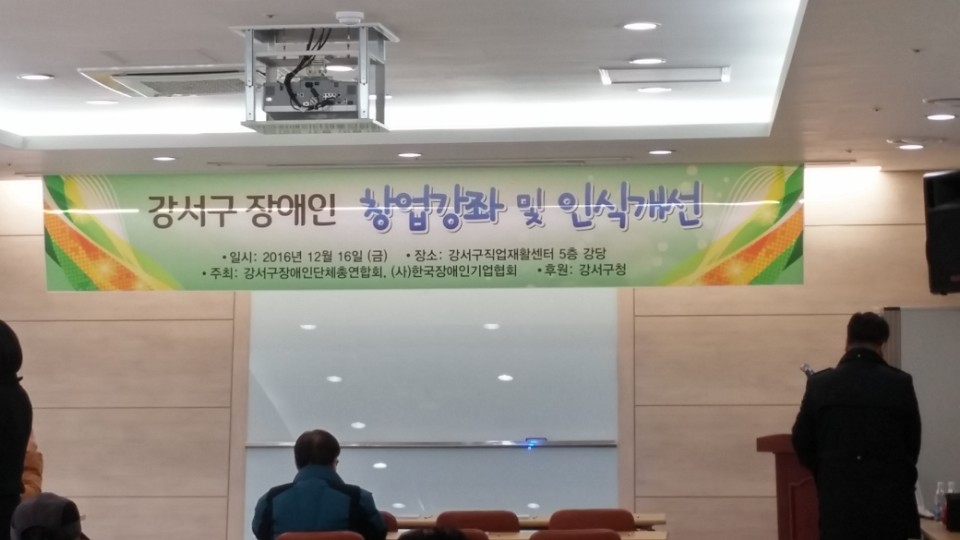 강서구 장애인 창업강좌 및 인식개선
•일시: 2016년 12월 16일 (금) •장소: 강서구직업재활센터 5층 강당
•주최: 강서구장애인단체총연합회, (사)한국장애인기업협회 •후원: 강서구청